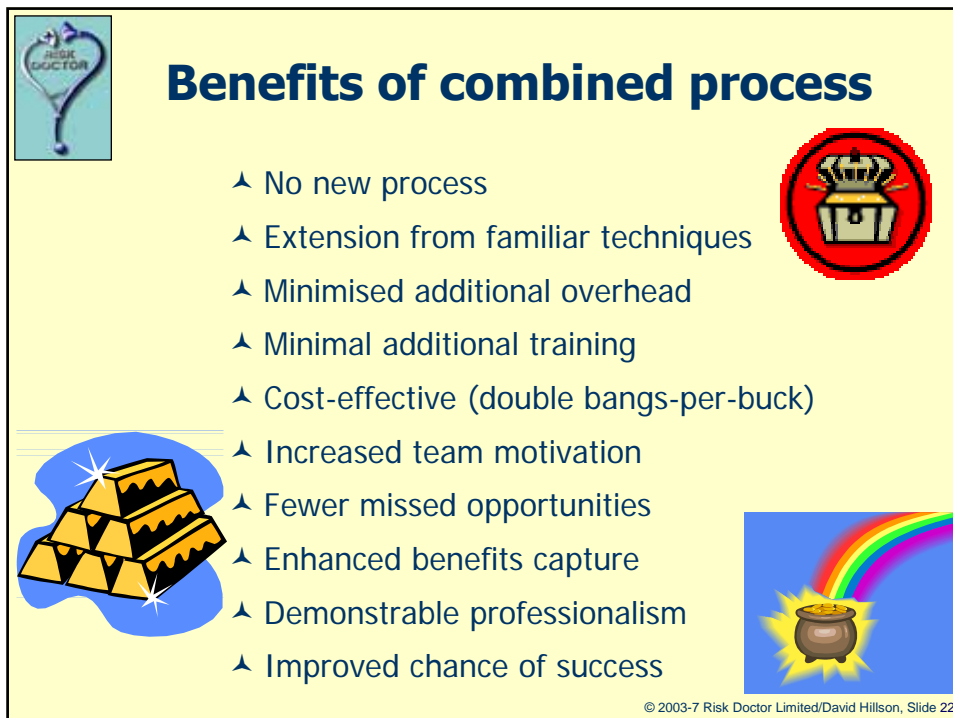 RISK
DOCTOR
Benefits of combined process
No new process
Extension from familiar techniques
Minimised additional overhead
Minimal additional training
Cost-effective (double bangs-per-buck)
Increased team motivation
Fewer missed opportunities
Enhanced benefits capture
Demonstrable professionalism
Improved chance of success
© 2003-7 Risk Doctor Limited/David Hillson, Slide 22